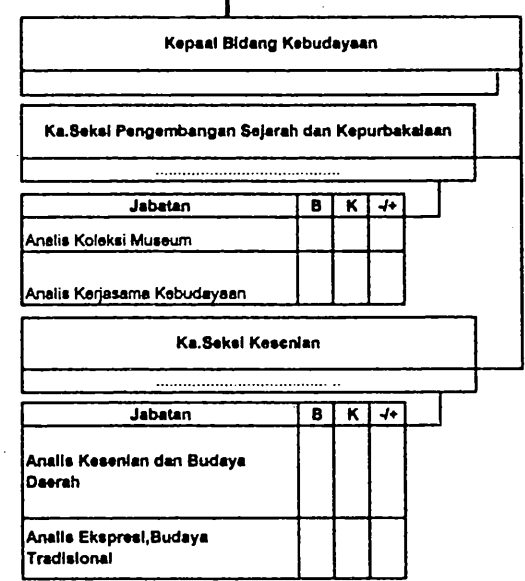 Kepaal Bidang Kebudayaan
Ka.Seksi Pengembangan Sejarah dan Kepurbakalaan
.......................................
Jabatan B K -/+
Analis Koleksi Museum
Analis Kerjasama Kebudayaan
Ka.Seksi Kesenian
.......................................
Jabatan B K -/+
Analis Kesenian dan Budaya
Daerah
Analis Ekspresi,Budaya
Tradisional